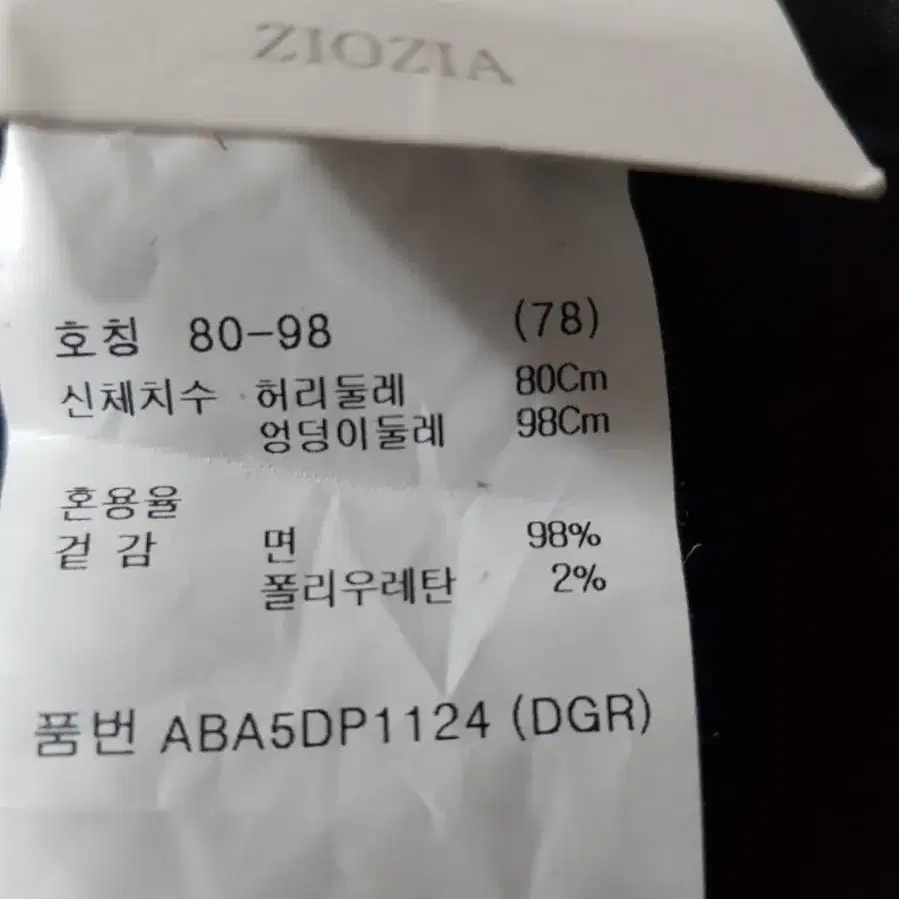 ZIOZIA
호칭 80-98 (78)
신체치수 허리둘레 80Cm
엉덩이둘레 98Cm
혼용율
겉 감 면 98%
폴리우레탄 2%
품번 ABA5DP1124 (DGR)